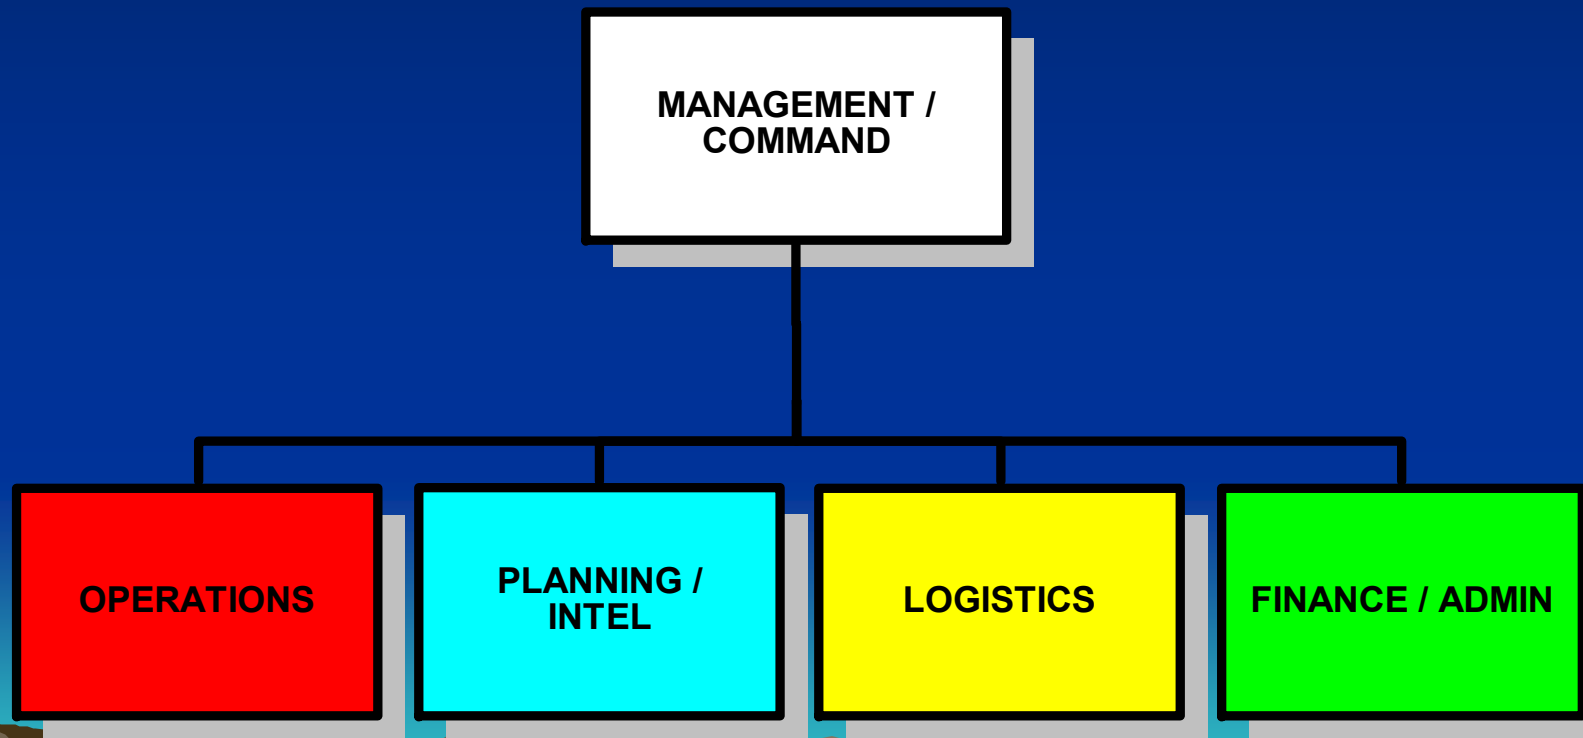 MANAGEMENT /
COMMAND
OPERATIONS
PLANNING /
INTEL
LOGISTICS
FINANCE / ADMIN